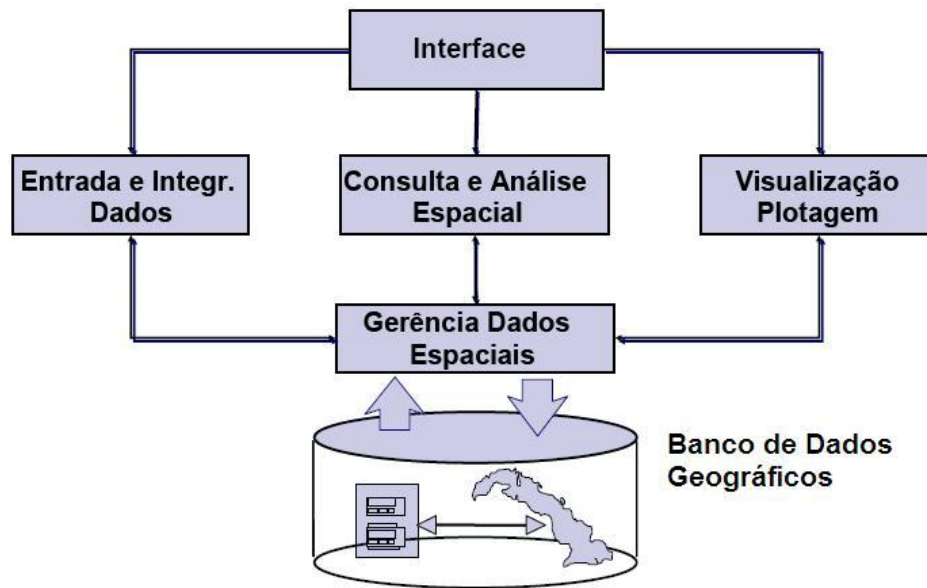 Interface
Entrada e Integr.
Dados
Consulta e Análise
Espacial
Visualização
Plotagem
Gerência Dados
Espaciais
Banco de Dados
Geográficos